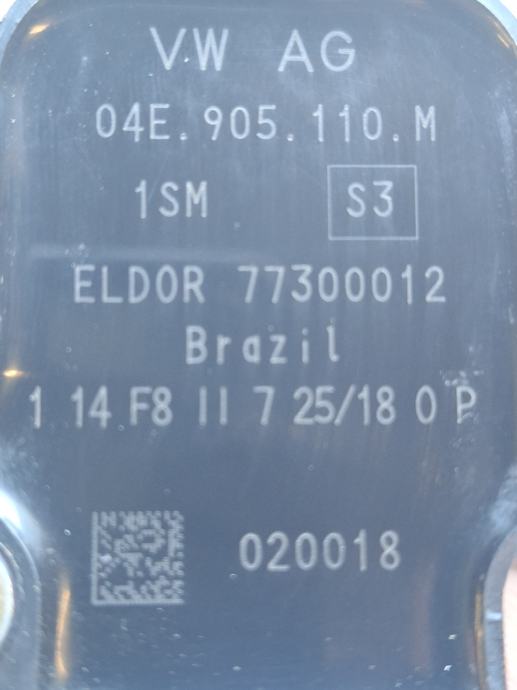 VW AG
04E.905.110.M
1SM S3
ELDOR 77300012
Brazil
1 14 F8 II 7 25/18 0 P
020018